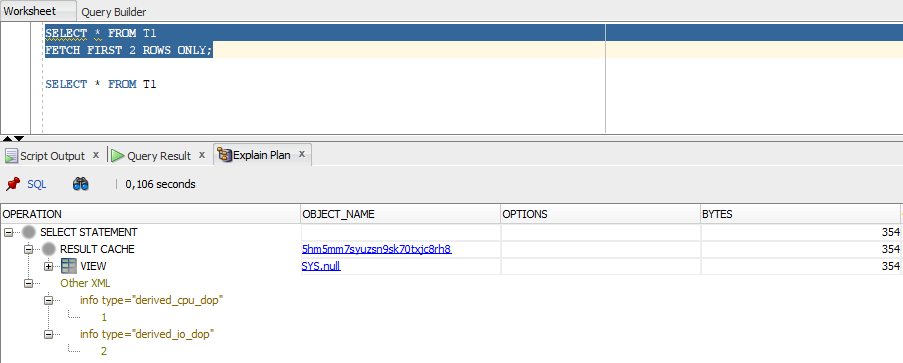 Worksheet Query Builder
SELECT * FROM T1
FETCH FIRST 2 ROWS ONLY;
SELECT * FROM T1
Script Output x Query Result x Explain Plan x
SQL 0,106 seconds
OPERATION OBJECT_NAME OPTIONS BYTES
SELECT STATEMENT 354
RESULT CACHE 5hm5mm7svuzsn9sk70txjc8rh8 354
VIEW SYS.null 354
Other XML
info type="derived_cpu_dop"
1
info type="derived_io_dop"
2